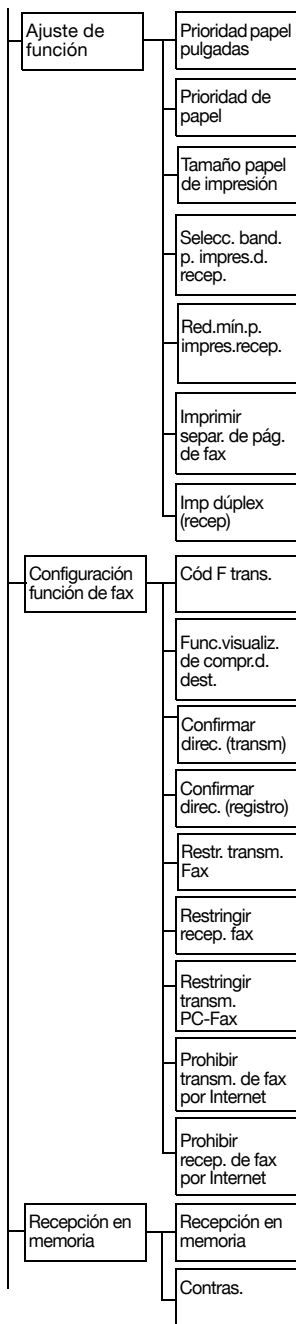 Ajuste de
función
Prioridad papel
pulgadas
Prioridad de
papel
Tamaño papel
de impresión
Selecc. band.
p. impres.d.
recep.
Red.mín.p.
impres.recep.
Imprimir
separ. de pág.
de fax
Imp dúplex
(recep)
Configuración
función de fax
Cód F trans.
Func.visualiz.
de compr.d.
dest.
Confirmar
direc. (transm)
Confirmar
direc. (registro)
Restr. transm.
Fax
Restringir
recep. fax
Restringir
transm.
PC-Fax
Prohibir
transm. de fax
por Internet
Prohibir
recep. de fax
por Internet
Recepción en
memoria
Recepción en
memoria
Contras.